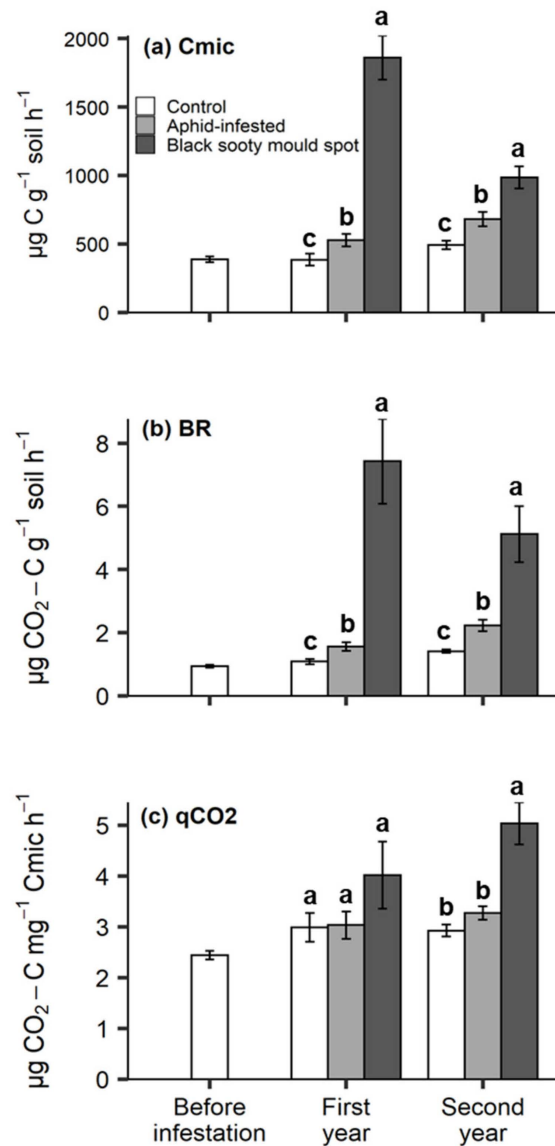 (a) Cmic
Control
Aphid-infested
Black sooty mould spot
µg C g⁻¹ soil h⁻¹
2000
1500
1000
500
0
c
b
a
c
b
a
(b) BR
µg CO₂ – C g⁻¹ soil h⁻¹
8
6
4
2
0
c
b
a
c
b
a
(c) qCO2
µg CO₂ – C mg⁻¹ Cmic h⁻¹
5
4
3
2
1
0
a
a
a
b
b
a
Before
infestation
First
year
Second
year